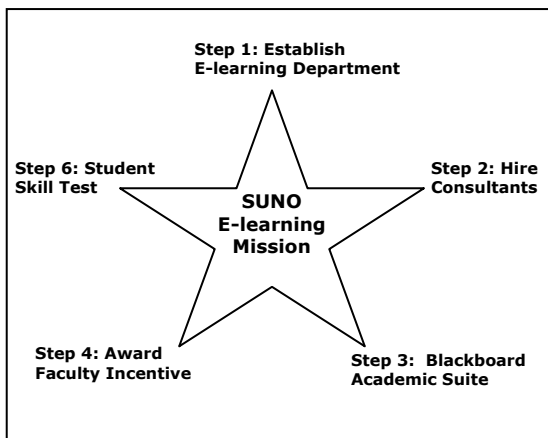 Step 1: Establish
E-learning Department
Step 6: Student
Skill Test
Step 2: Hire
Consultants
SUNO
E-learning
Mission
Step 4: Award
Faculty Incentive
Step 3: Blackboard
Academic Suite